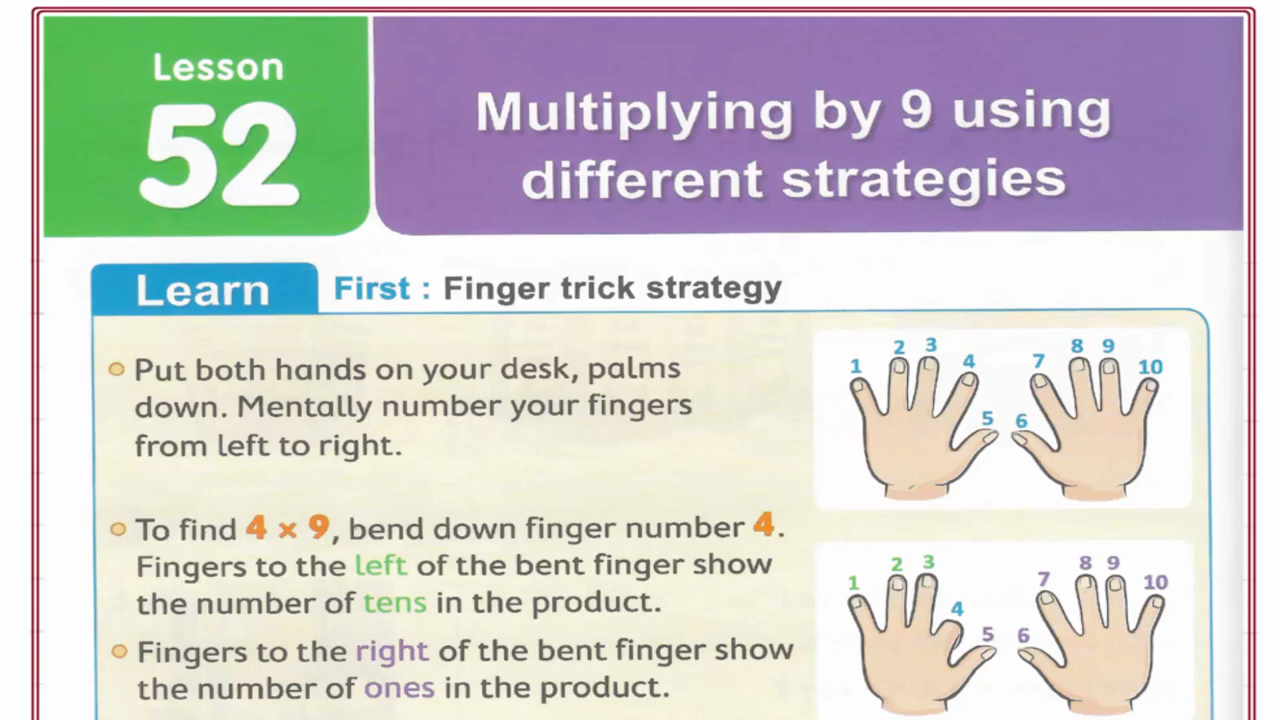 Lesson
52
Multiplying by 9 using
different strategies
Learn
First : Finger trick strategy
Put both hands on your desk, palms
down. Mentally number your fingers
from left to right.
1 2 3 4 5 6 7 8 9 10
To find 4 × 9, bend down finger number 4.
Fingers to the left of the bent finger show
the number of tens in the product.
Fingers to the right of the bent finger show
the number of ones in the product.
1 2 3 4 5 6 7 8 9 10